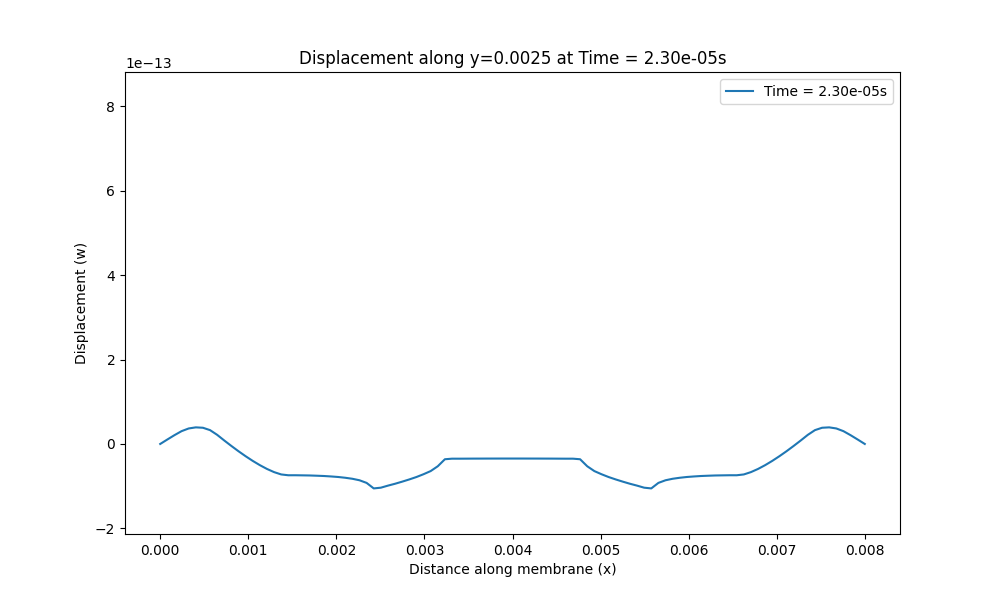 Displacement along y=0.0025 at Time = 2.30e-05
1e−13
Time = 2.30e-05s
8
6
4
2
0
−2
Displacement (w)
0.000 0.001 0.002 0.003 0.004 0.005 0.006 0.007 0.008
Distance along membrane (x)